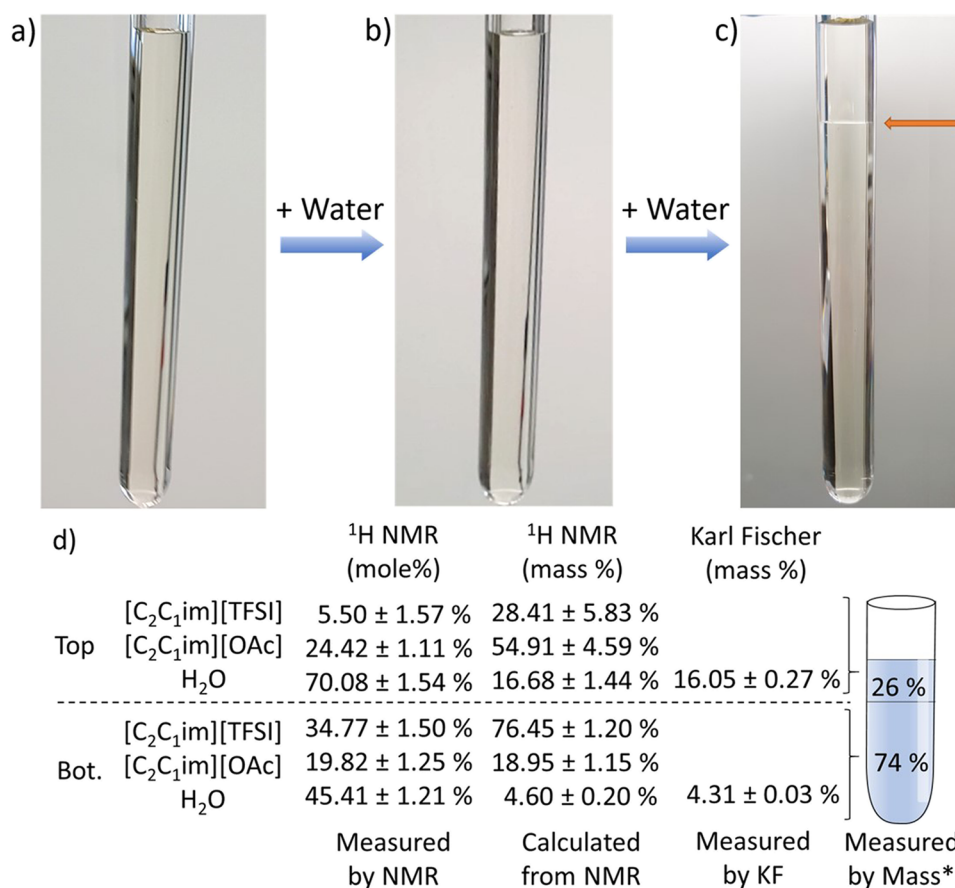 a)
b)
c)
+ Water
+ Water
d)
¹H NMR (mole%)
¹H NMR (mass %)
Karl Fischer (mass %)
Top
[C₂C₁im][TFSI] 5.50 ± 1.57 % 28.41 ± 5.83 %
[C₂C₁im][OAc] 24.42 ± 1.11 % 54.91 ± 4.59 %
H₂O 70.08 ± 1.54 % 16.68 ± 1.44 % 16.05 ± 0.27 %
26 %
Bot.
[C₂C₁im][TFSI] 34.77 ± 1.50 % 76.45 ± 1.20 %
[C₂C₁im][OAc] 19.82 ± 1.25 % 18.95 ± 1.15 %
H₂O 45.41 ± 1.21 % 4.60 ± 0.20 % 4.31 ± 0.03 %
74 %
Measured by NMR
Calculated from NMR
Measured by KF
Measured by Mass*